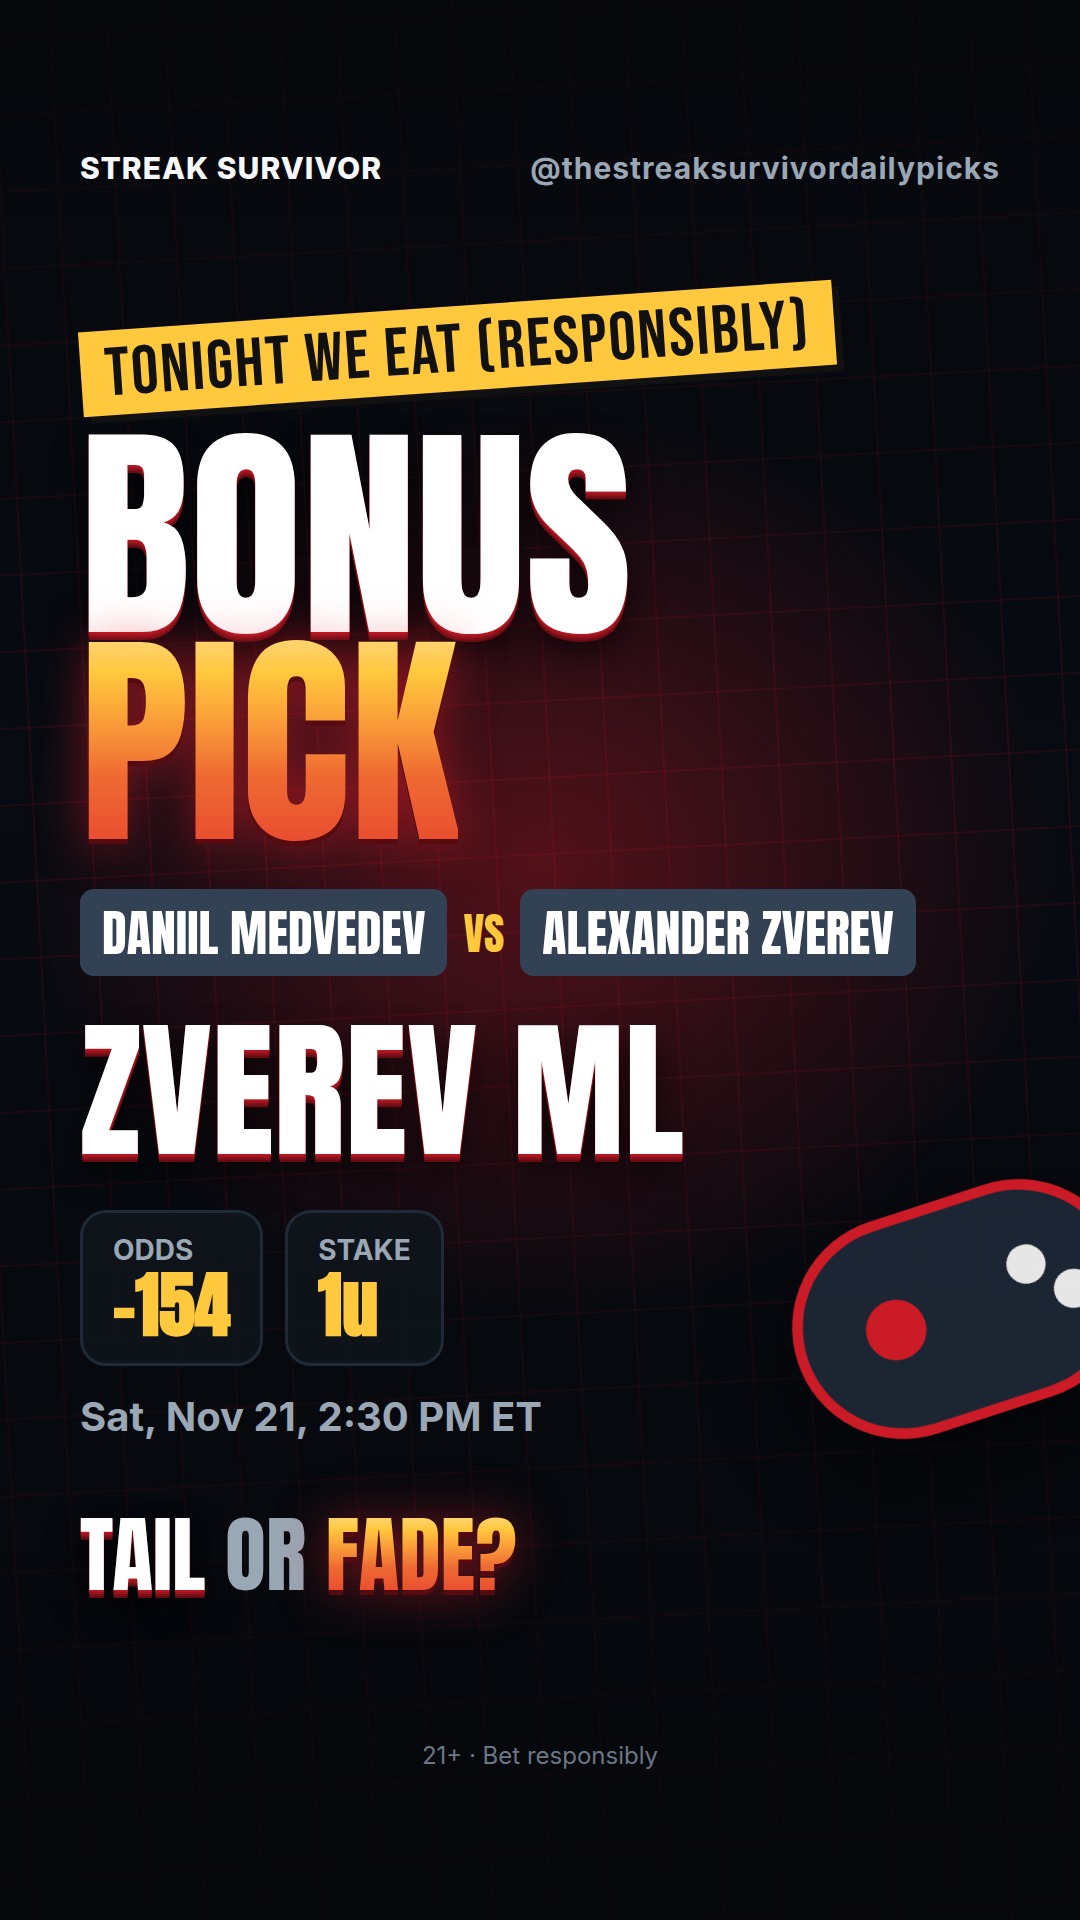 STREAK SURVIVOR @thestreaksurvivordailypicks
TONIGHT WE EAT (RESPONSIBLY)
BONUS
PICK
DANIIL MEDVEDEV VS ALEXANDER ZVEREV
ZVEREV ML
ODDS STAKE
-154 1u
Sat, Nov 21, 2:30 PM ET
TAIL OR FADE?
21+ · Bet responsibly